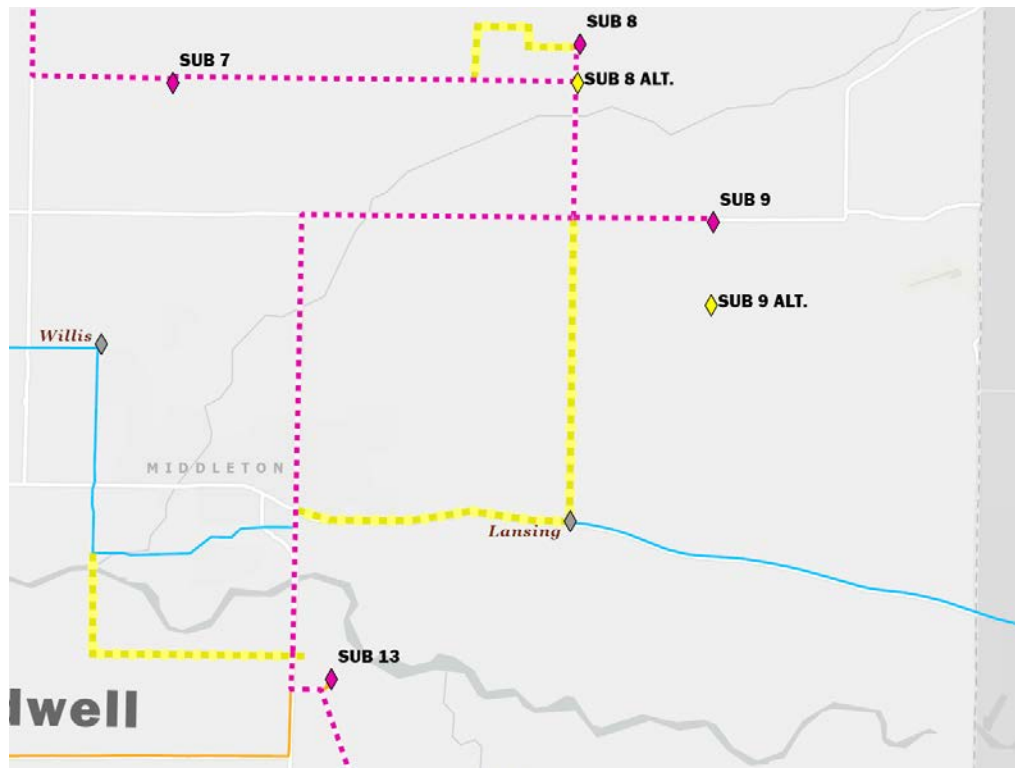 SUB 8
SUB 7
SUB 8 ALT.
SUB 9
SUB 9 ALT.
Willis
MIDDLETON
Lansing
SUB 13
dwell